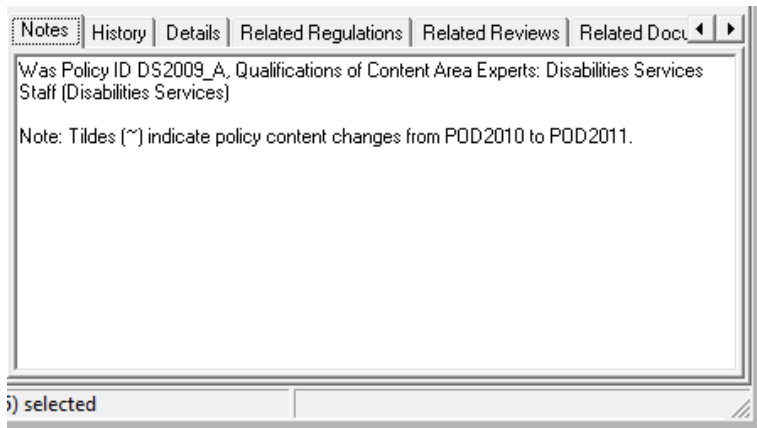 Notes History Details Related Regulations Related Reviews Related
Was Policy ID DS2009_A, Qualifications of Content Area Experts: Disabilities Services
Staff (Disabilities Services)
Note: Tildes (~) indicate policy content changes from POD2010 to POD2011.
) selected